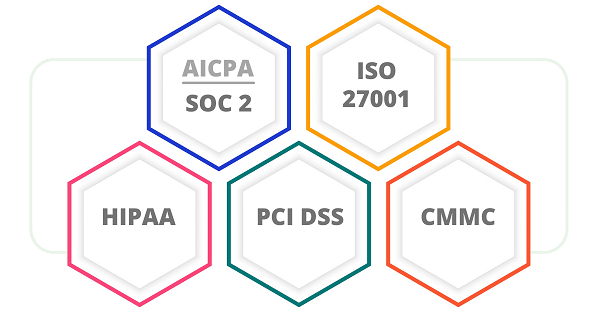 AICPA
SOC 2
ISO
27001
HIPAA
PCI DSS
CMMC